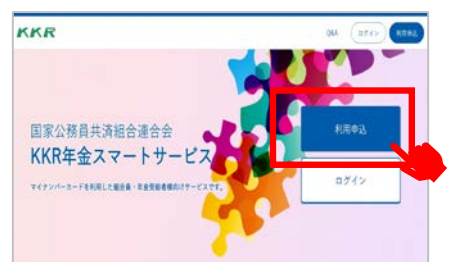 KKR
Q&A
ログイン
利用申込
国家公務員共済組合連合会
KKR年金スマートサービス
マイナンバーカードを利用した組合員・年金受給者様向けサービスです。
利用申込
ログイン